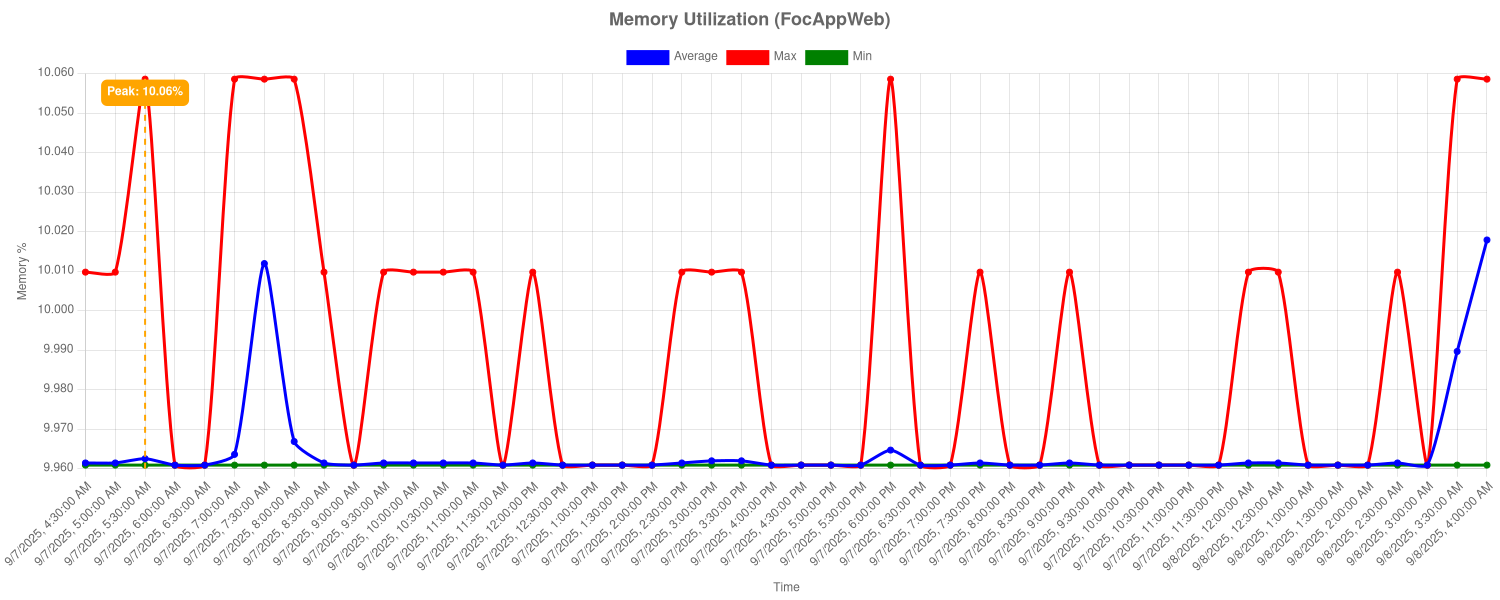 Memory Utilization (FocAppWeb)
Average Max Min
10.060
10.050
10.040
10.030
10.020
10.010
10.000
9.990
9.980
9.970
9.960
Memory %
Peak: 10.06%
9/7/2025, 4:30:00 AM
9/7/2025, 5:00:00 AM
9/7/2025, 5:30:00 AM
9/7/2025, 6:00:00 AM
9/7/2025, 6:30:00 AM
9/7/2025, 7:00:00 AM
9/7/2025, 7:30:00 AM
9/7/2025, 8:00:00 AM
9/7/2025, 8:30:00 AM
9/7/2025, 9:00:00 AM
9/7/2025, 9:30:00 AM
9/7/2025, 10:00:00 AM
9/7/2025, 10:30:00 AM
9/7/2025, 11:00:00 AM
9/7/2025, 11:30:00 AM
9/7/2025, 12:00:00 PM
9/7/2025, 12:30:00 PM
9/7/2025, 1:00:00 PM
9/7/2025, 1:30:00 PM
9/7/2025, 2:00:00 PM
9/7/2025, 2:30:00 PM
9/7/2025, 3:00:00 PM
9/7/2025, 3:30:00 PM
9/7/2025, 4:00:00 PM
9/7/2025, 4:30:00 PM
9/7/2025, 5:00:00 PM
9/7/2025, 5:30:00 PM
9/7/2025, 6:00:00 PM
9/7/2025, 6:30:00 PM
9/7/2025, 7:00:00 PM
9/7/2025, 7:30:00 PM
9/7/2025, 8:00:00 PM
9/7/2025, 8:30:00 PM
9/7/2025, 9:00:00 PM
9/7/2025, 9:30:00 PM
9/7/2025, 10:00:00 PM
9/7/2025, 10:30:00 PM
9/7/2025, 11:00:00 PM
9/7/2025, 11:30:00 PM
9/8/2025, 12:00:00 AM
9/8/2025, 12:30:00 AM
9/8/2025, 1:00:00 AM
9/8/2025, 1:30:00 AM
9/8/2025, 2:00:00 AM
9/8/2025, 2:30:00 AM
9/8/2025, 3:00:00 AM
9/8/2025, 3:30:00 AM
9/8/2025, 4:00:00 AM
Time